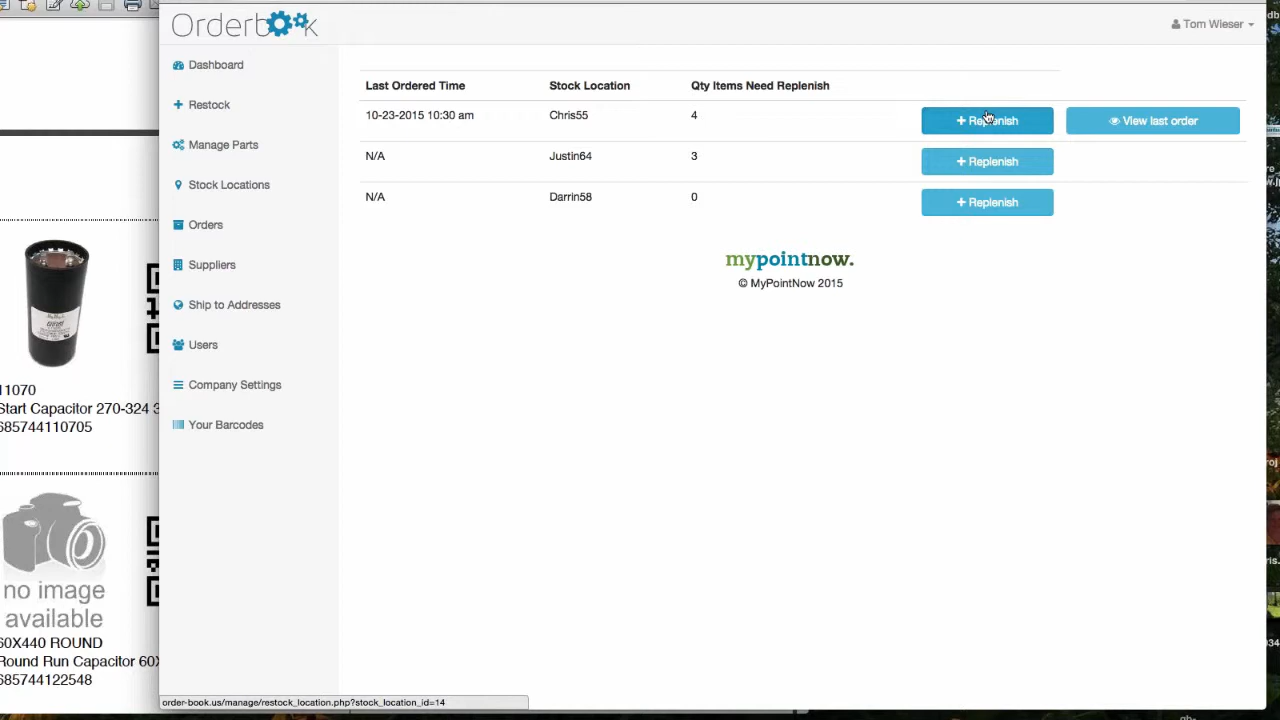 Orderbook
Tom Wieser
Dashboard
Restock
Manage Parts
Stock Locations
Orders
Suppliers
Ship to Addresses
Users
Company Settings
Your Barcodes
Last Ordered Time Stock Location Qty Items Need Replenish
10-23-2015 10:30 am Chris55 4 Replenish View last order
N/A Justin64 3 Replenish
N/A Darrin58 0 Replenish
mypointnow.
© MyPointNow 2015
11070
Start Capacitor 270-324 3
685744110705
no image
available
60X440 ROUND
Round Run Capacitor 60X
685744122548
order-book.us/manage/restock_location.php?stock_location_id=14